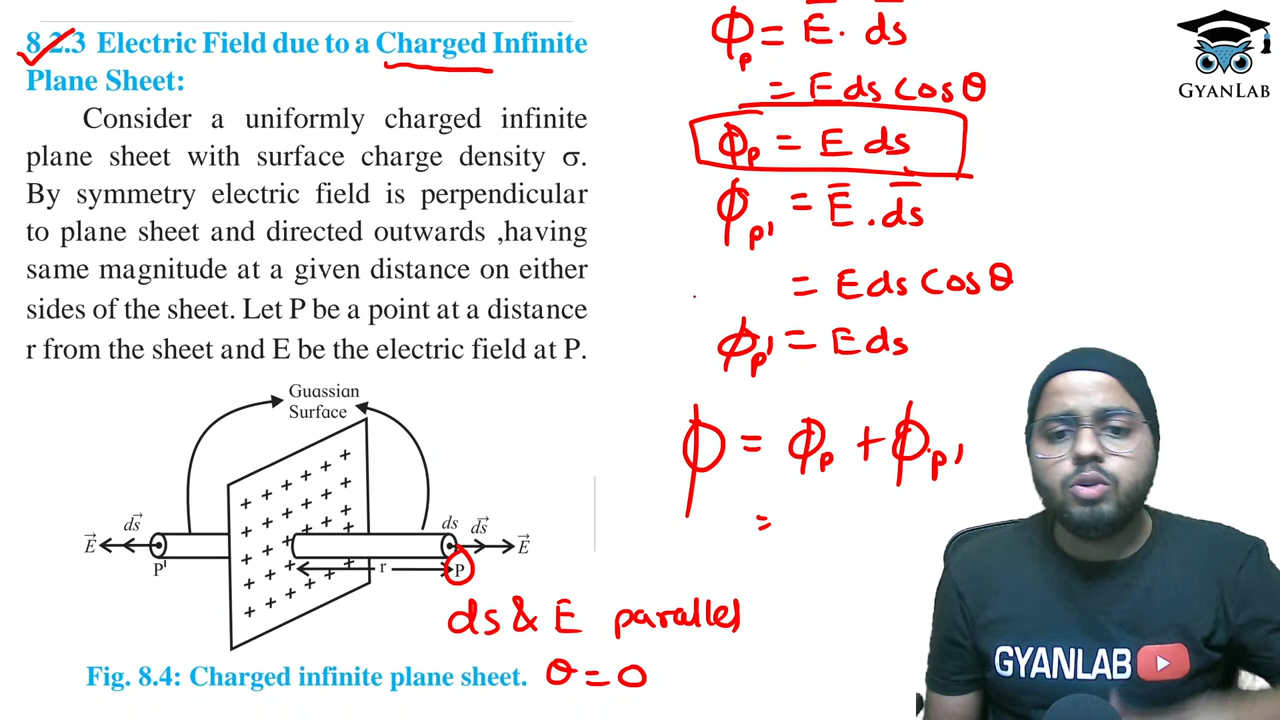 8.2.3 Electric Field due to a Charged Infinite
Plane Sheet:
Consider a uniformly charged infinite
plane sheet with surface charge density σ.
By symmetry electric field is perpendicular
to plane sheet and directed outwards ,having
same magnitude at a given distance on either
sides of the sheet. Let P be a point at a distance
r from the sheet and E be the electric field at P.
Guassian
Surface
ds⃗
E⃗
P'
ds
ds⃗
E⃗
r
P
ds & E parallel
θ = 0
Fig. 8.4: Charged infinite plane sheet.
ϕp = E̅ . d̅s̅
= E ds cos θ
ϕp = E ds
ϕp' = E̅ . d̅s̅
= E ds cos θ
ϕp' = E ds
ϕ = ϕp + ϕp'
=
GYANLAB
GYANLAB